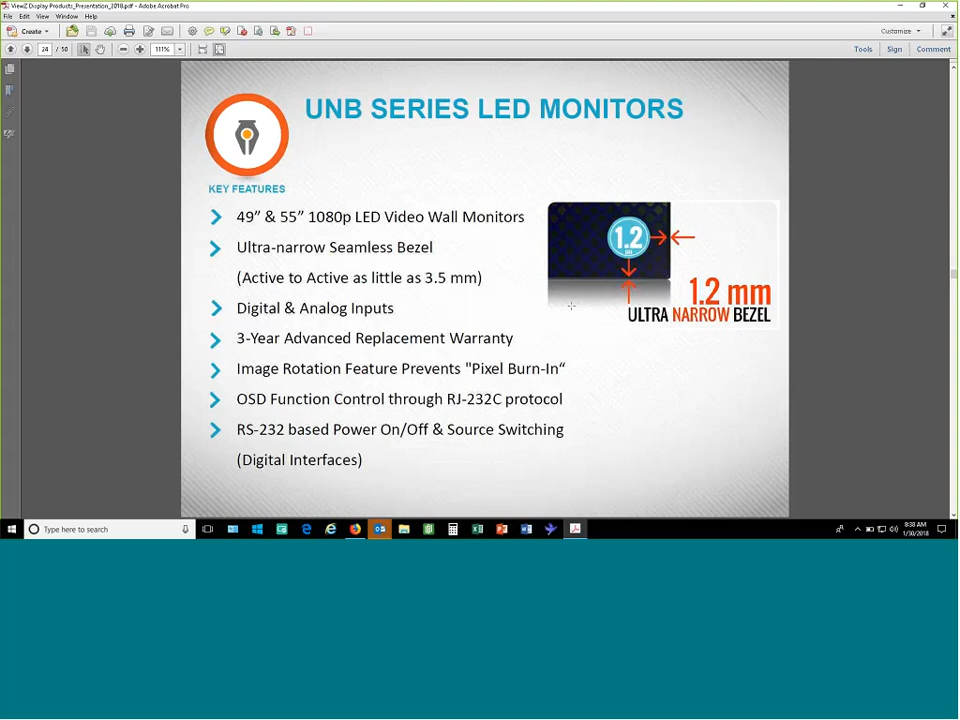 ViewZ Display Products_Presentation_2018.pdf - Adobe Acrobat Pro
File Edit View Window Help
Create Customize
24 / 50 111% Tools Sign Comment
UNB SERIES LED MONITORS
KEY FEATURES
49” & 55” 1080p LED Video Wall Monitors
Ultra-narrow Seamless Bezel
(Active to Active as little as 3.5 mm)
Digital & Analog Inputs
3-Year Advanced Replacement Warranty
Image Rotation Feature Prevents "Pixel Burn-In“
OSD Function Control through RJ-232C protocol
RS-232 based Power On/Off & Source Switching
(Digital Interfaces)
1.2
1.2 mm
ULTRA NARROW BEZEL
Type here to search
8:38 AM
1/30/2018